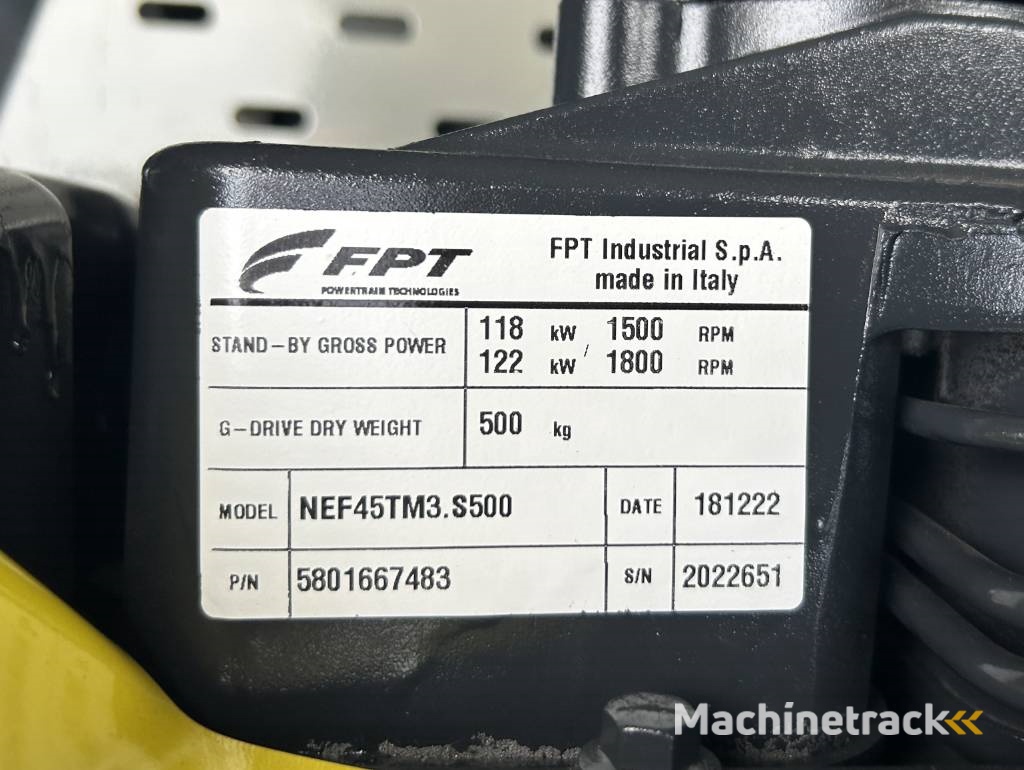 FPT
POWERTRAIN TECHNOLOGIES
FPT Industrial S.p.A.
made in Italy
STAND-BY GROSS POWER
118 kW / 1500 RPM
122 kW 1800 RPM
G-DRIVE DRY WEIGHT 500 kg
MODEL NEF45TM3.S500 DATE 181222
P/N 5801667483 S/N 2022651
Machinetrack